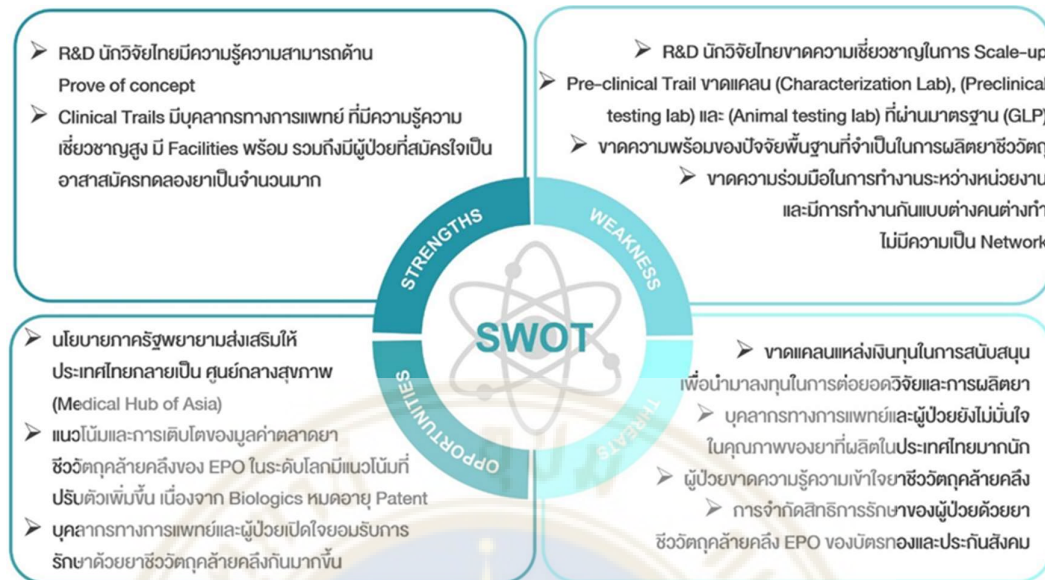 ➤ R&D นักวิจัยไทยมีความรู้ความสามารถด้าน
Prove of concept
➤ Clinical Trails มีบุคลากรทางการแพทย์ ที่มีความรู้ความ
เชี่ยวชาญสูง มี Facilities พร้อม รวมถึงมีผู้ป่วยที่สมัครใจเป็น
อาสาสมัครทดลองยาเป็นจำนวนมาก
➤ R&D นักวิจัยไทยขาดความเชี่ยวชาญในการ Scale-up
➤ Pre-clinical Trail ขาดแคลน (Characterization Lab), (Preclinical
testing lab) และ (Animal testing lab) ที่ผ่านมาตรฐาน (GLP)
➤ ขาดความพร้อมของปัจจัยพื้นฐานที่จำเป็นในการผลิตยาชีววัตถุ
➤ ขาดความร่วมมือในการทำงานระหว่างหน่วยงาน
และมีการทำงานกันแบบต่างคนต่างทำ
ไม่มีความเป็น Network
STRENGTHS
WEAKNESS
SWOT
OPPORTUNITIES
THREATS
➤ นโยบายภาครัฐพยายามส่งเสริมให้
ประเทศไทยกลายเป็น ศูนย์กลางสุขภาพ
(Medical Hub of Asia)
➤ แนวโน้มและการเติบโตของมูลค่าตลาดยา
ชีววัตถุคล้ายคลึงของ EPO ในระดับโลกมีแนวโน้มที่
ปรับตัวเพิ่มขึ้น เนื่องจาก Biologics หมดอายุ Patent
➤ บุคลากรทางการแพทย์และผู้ป่วยเปิดใจยอมรับการ
รักษาด้วยยาชีววัตถุคล้ายคลึงกันมากขึ้น
➤ ขาดแคลนแหล่งเงินทุนในการสนับสนุน
เพื่อนำมาลงทุนในการต่อยอดวิจัยและการผลิตยา
➤ บุคลากรทางการแพทย์และผู้ป่วยยังไม่มั่นใจ
ในคุณภาพของยาที่ผลิตในประเทศไทยมากนัก
➤ ผู้ป่วยขาดความรู้ความเข้าใจยาชีววัตถุคล้ายคลึง
➤ การจำกัดสิทธิการรักษาของผู้ป่วยด้วยยา
ชีววัตถุคล้ายคลึง EPO ของบัตรทองและประกันสังคม